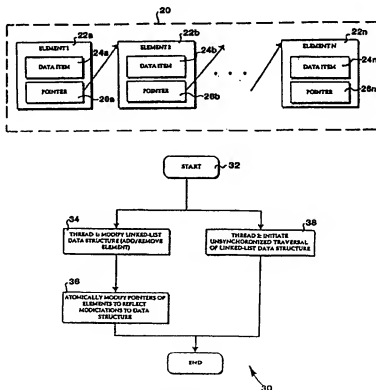 20
22a 22b 22n
ELEMENT 1 ELEMENT 2 ELEMENT N
24a 24b 24n
DATA ITEM DATA ITEM DATA ITEM
POINTER POINTER POINTER
26a 26b 26n
START 32
34 38
THREAD 1: MODIFY LINKED-LIST DATA STRUCTURE (ADD/REMOVE ELEMENT)
THREAD 2: INITIATE UNSYNCHRONIZED TRAVERSAL OF LINKED-LIST DATA STRUCTURE
36
ATOMICALLY MODIFY POINTERS OF ELEMENTS TO REFLECT MODICIATIONS TO DATA STRUCTURE
END
30